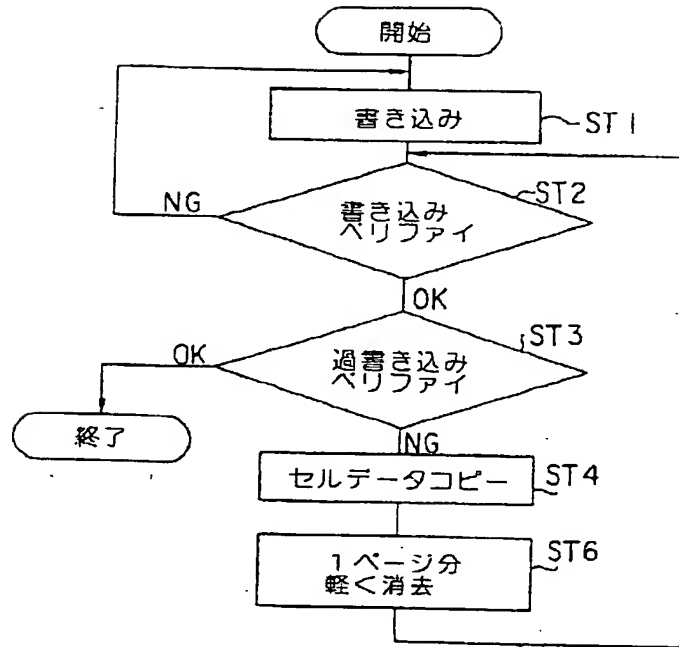 開始
書き込み
ST1
ST2
NG
書き込み
ベリファイ
OK
ST3
OK
過書き込み
ベリファイ
終了
NG
セルデータコピー
ST4
ST6
1ページ分
軽く消去